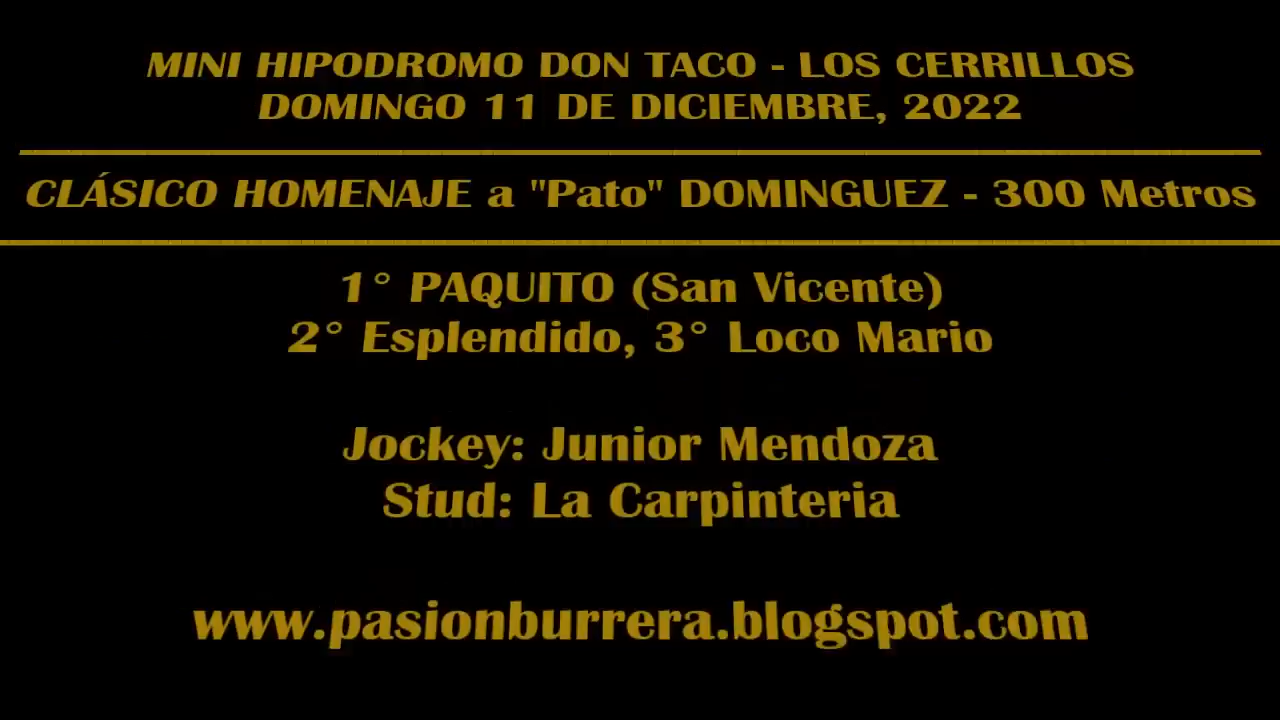 MINI HIPODROMO DON TACO - LOS CERRILLOS
DOMINGO 11 DE DICIEMBRE, 2022
CLÁSICO HOMENAJE a "Pato" DOMINGUEZ - 300 Metros
1° PAQUITO (San Vicente)
2° Esplendido, 3° Loco Mario
Jockey: Junior Mendoza
Stud: La Carpinteria
www.pasionburrera.blogspot.com